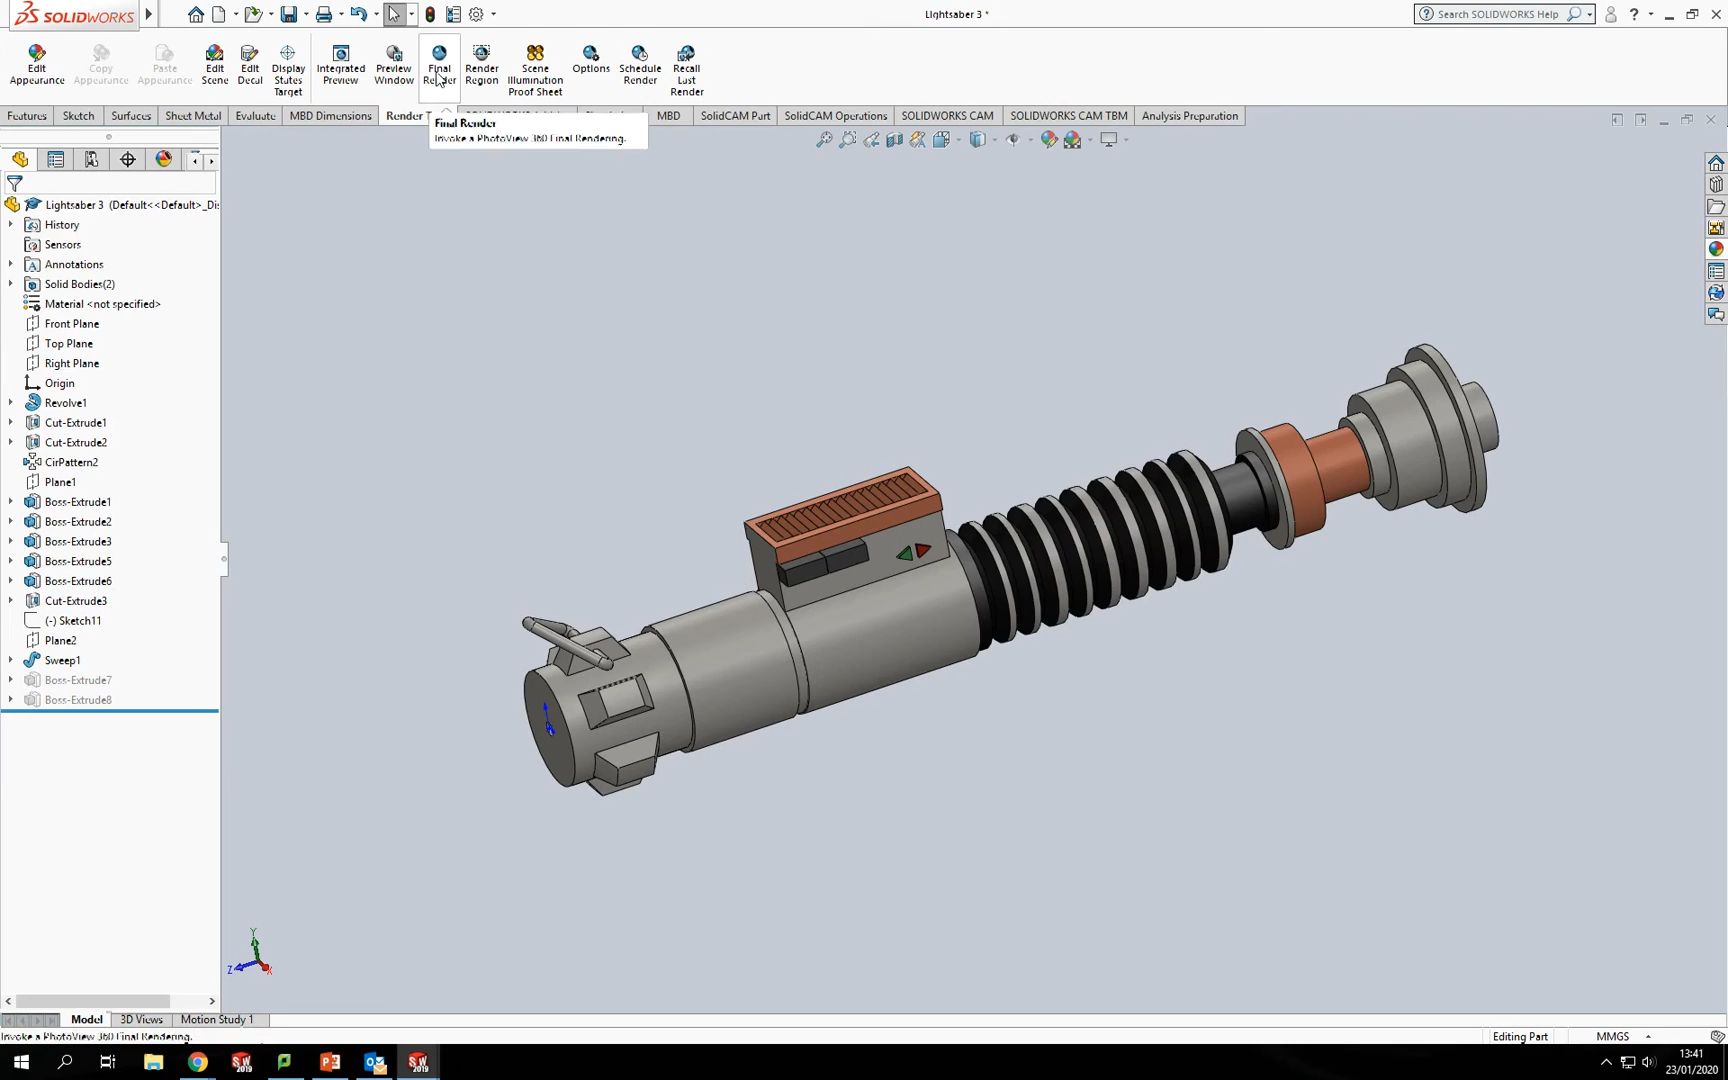 SOLIDWORKS
Lightsaber 3 *
Search SOLIDWORKS Help
Edit Appearance
Copy Appearance
Paste Appearance
Edit Scene
Edit Decal
Display States Target
Integrated Preview
Preview Window
Final Render
Render Region
Scene Illumination Proof Sheet
Options
Schedule Render
Recall Last Render
Features
Sketch
Surfaces
Sheet Metal
Evaluate
MBD Dimensions
Render
MBD
SolidCAM Part
SolidCAM Operations
SOLIDWORKS CAM
SOLIDWORKS CAM TBM
Analysis Preparation
Final Render
Invoke a PhotoView 360 Final Rendering.
Lightsaber 3 (Default<<Default>_Dis
History
Sensors
Annotations
Solid Bodies(2)
Material <not specified>
Front Plane
Top Plane
Right Plane
Origin
Revolve1
Cut-Extrude1
Cut-Extrude2
CirPattern2
Plane1
Boss-Extrude1
Boss-Extrude2
Boss-Extrude3
Boss-Extrude5
Boss-Extrude6
Cut-Extrude3
(-) Sketch11
Plane2
Sweep1
Boss-Extrude7
Boss-Extrude8
Y
Z
X
Model
3D Views
Motion Study 1
Invoke a PhotoView 360 Final Rendering.
Editing Part
MMGS
SW 2019
SW 2019
13:41
23/01/2020